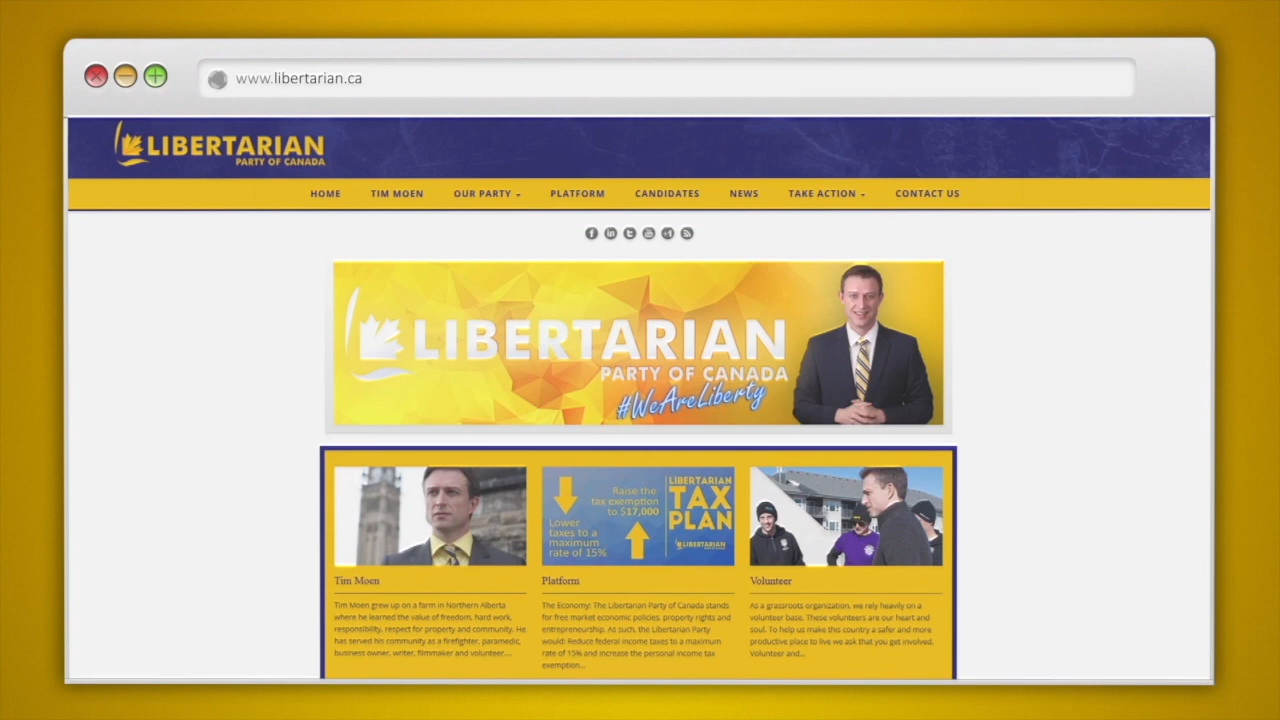 www.libertarian.ca
LIBERTARIAN
PARTY OF CANADA
HOME TIM MOEN OUR PARTY PLATFORM CANDIDATES NEWS TAKE ACTION CONTACT US
LIBERTARIAN
PARTY OF CANADA
#WeAreLiberty
Raise the
tax exemption
to $17,000
Lower
taxes to a
maximum
rate of 15%
LIBERTARIAN
TAX
PLAN
LIBERTARIAN
Tim Moen
Tim Moen grew up on a farm in Northern Alberta
where he learned the value of freedom, hard work,
responsibility, respect for property and community. He
has served his community as a firefighter, paramedic,
business owner, writer, filmmaker and volunteer....
Platform
The Economy: The Libertarian Party of Canada stands
for free market economic policies, property rights and
entrepreneurship. As such, the Libertarian Party
would: Reduce federal income taxes to a maximum
rate of 15% and increase the personal income tax
exemption...
Volunteer
As a grassroots organization, we rely heavily on a
volunteer base. These volunteers are our heart and
soul. To help us make this country a safer and more
productive place to live we ask that you get involved.
Volunteer and...